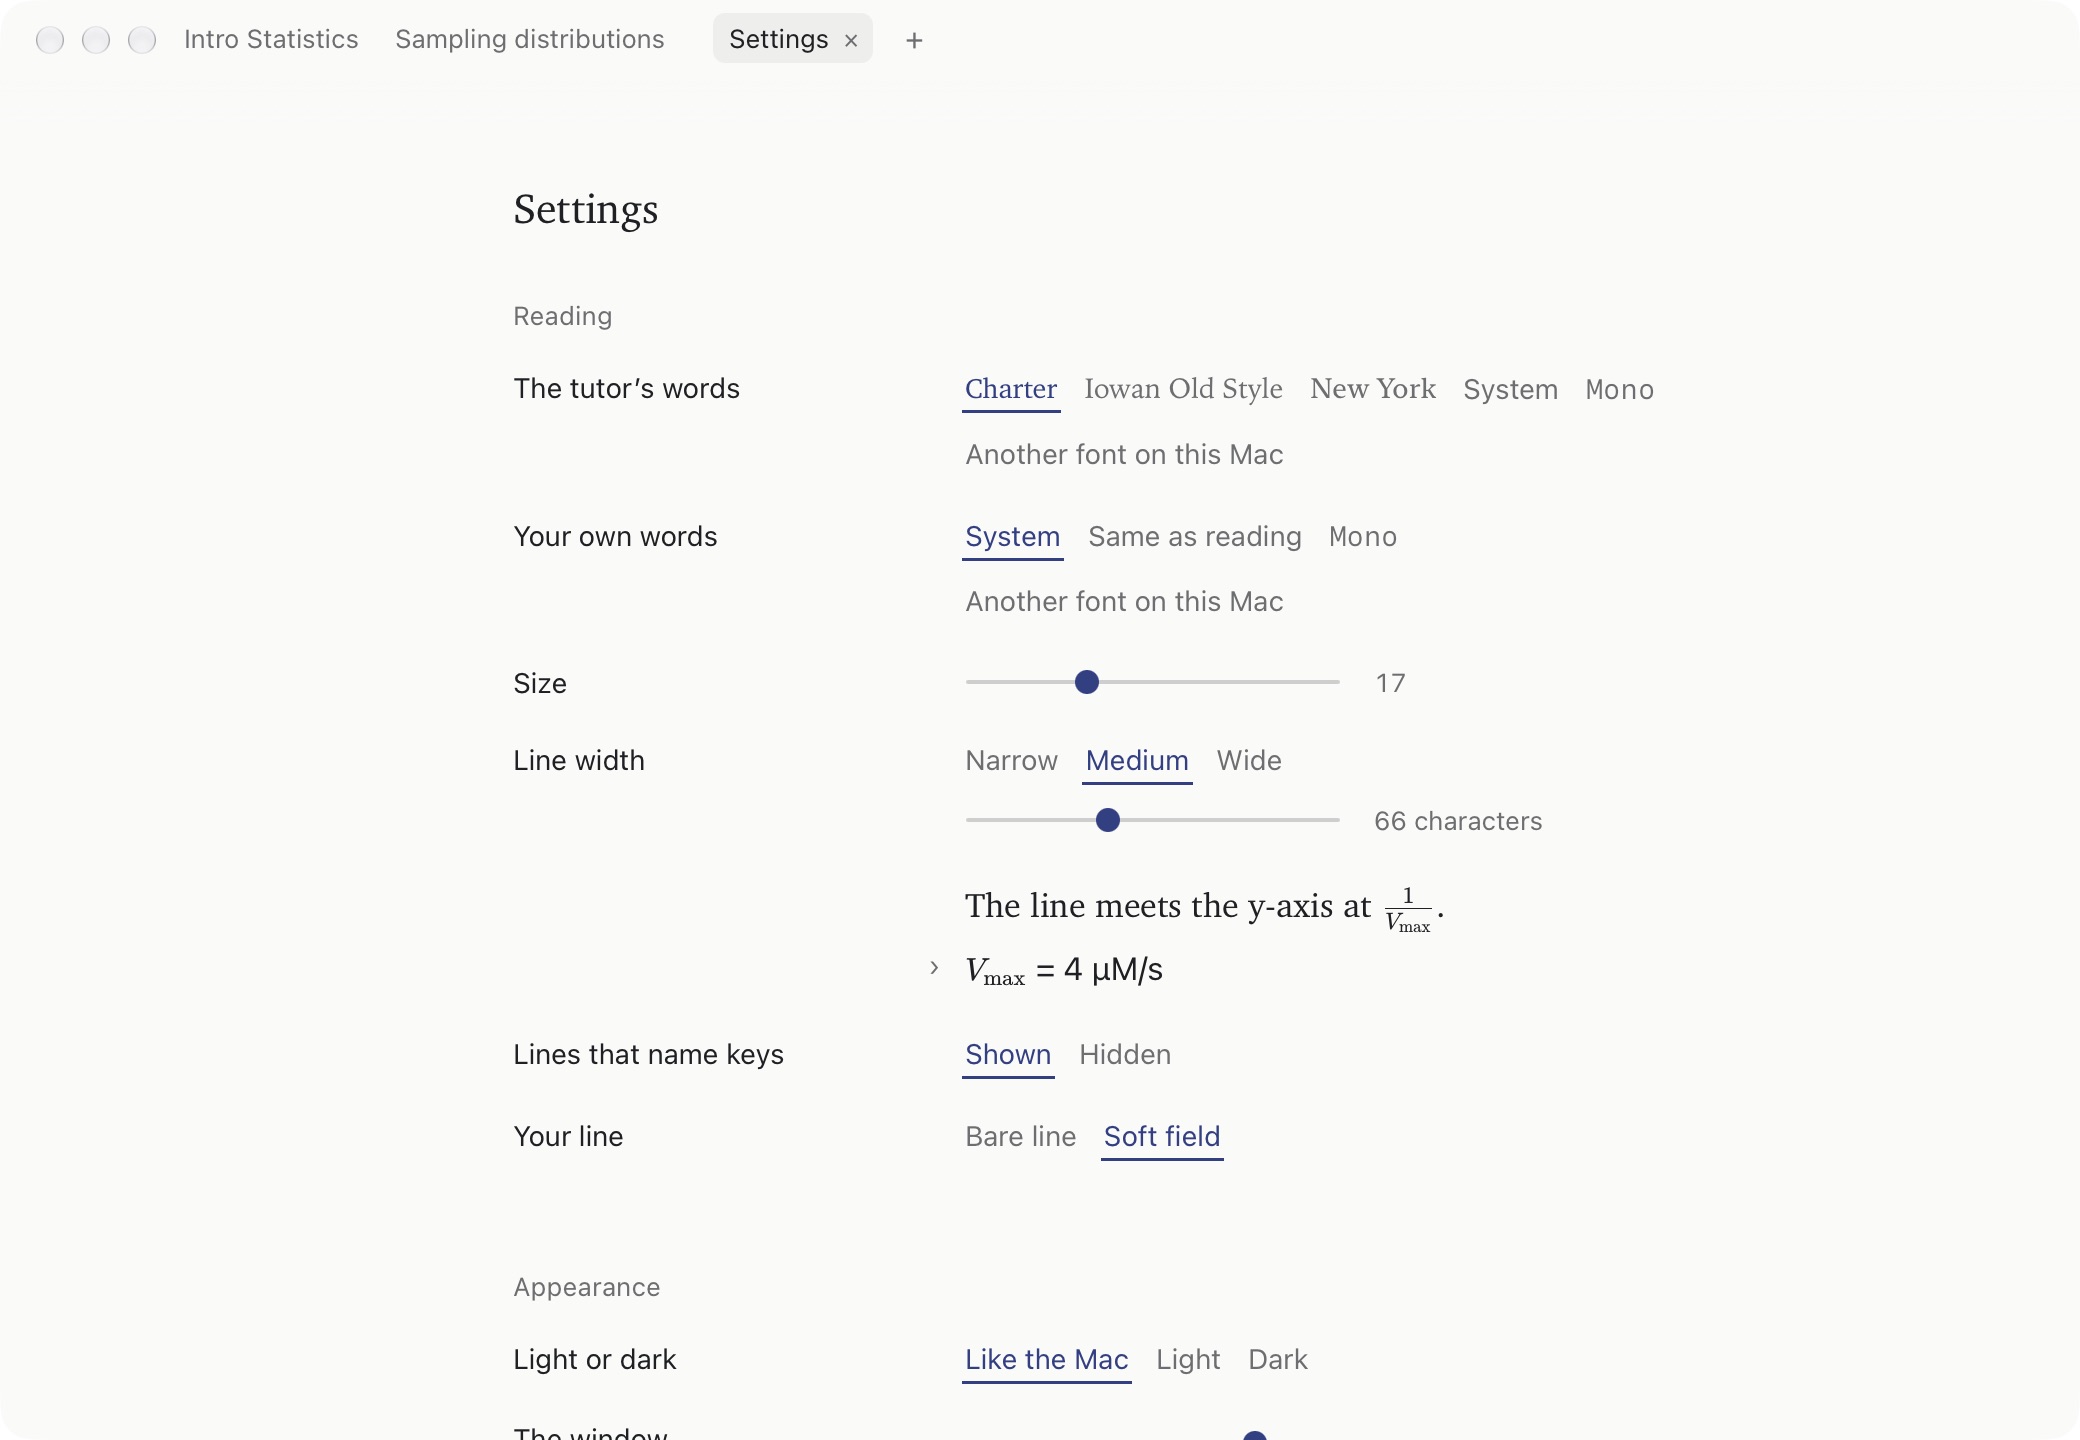 Intro Statistics Sampling distributions Settings × +
Settings
Reading
The tutor’s words Charter Iowan Old Style New York System Mono
Another font on this Mac
Your own words System Same as reading Mono
Another font on this Mac
Size 17
Line width Narrow Medium Wide
66 characters
The line meets the y-axis at 1/Vmax.
› Vmax = 4 µM/s
Lines that name keys Shown Hidden
Your line Bare line Soft field
Appearance
Light or dark Like the Mac Light Dark
The window